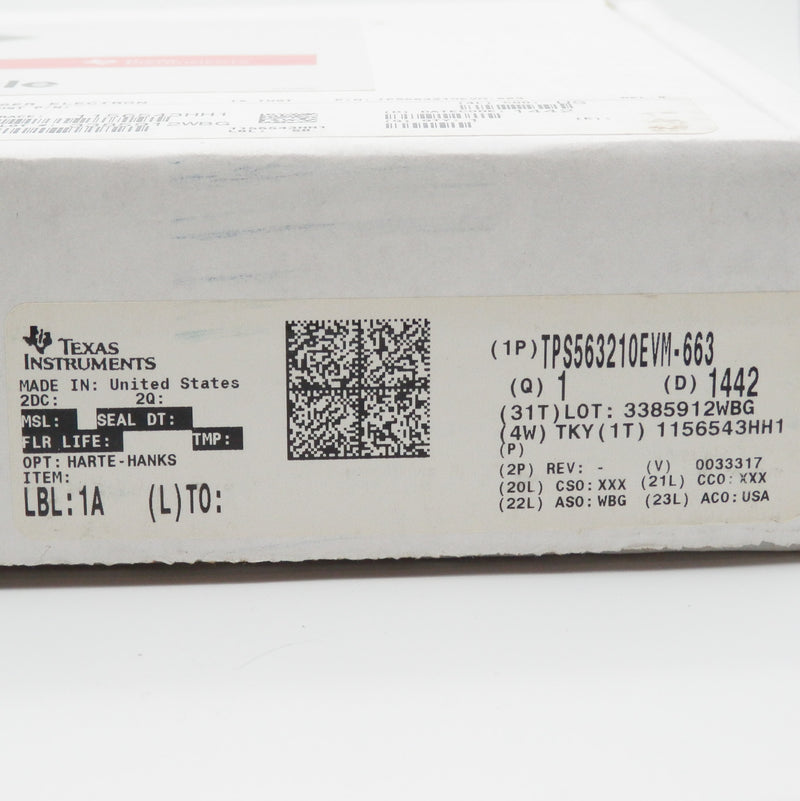 TEXAS
INSTRUMENTS
MADE IN: United States
2DC: 2Q:
MSL: SEAL DT:
FLR LIFE: TMP:
OPT: HARTE-HANKS
ITEM:
LBL: 1A (L)TO:
(1P) TPS563210EVM-663
(Q) 1 (D) 1442
(31T)LOT: 3385912WBG
(4W) TKY(1T) 1156543HH1
(P)
(2P) REV: - (V) 0033317
(20L) CSO: XXX (21L) CCO: XXX
(22L) ASO: WBG (23L) ACO: USA